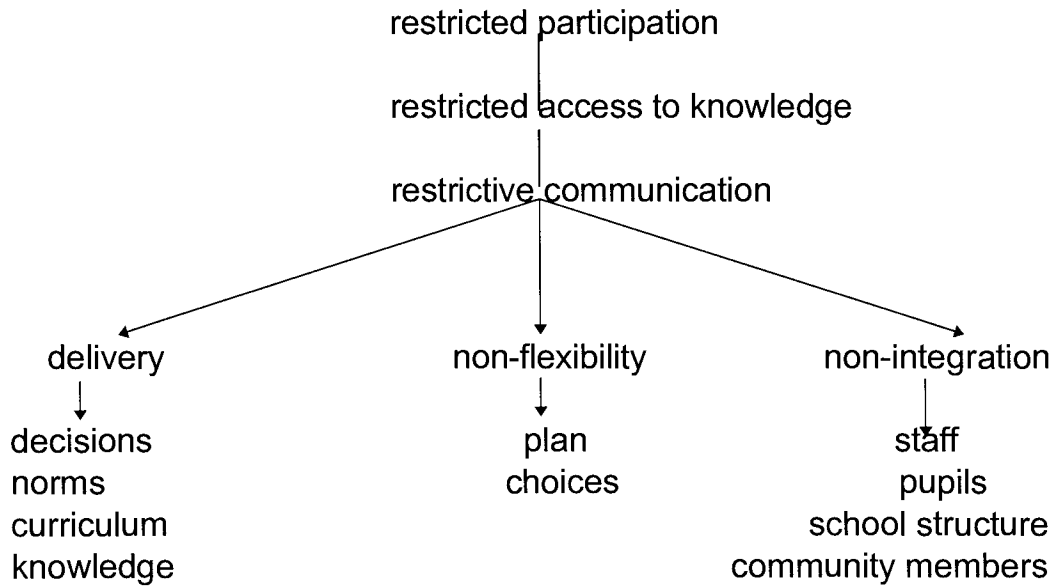 restricted participation
restricted access to knowledge
restrictive communication
delivery
non-flexibility
non-integration
decisions
norms
curriculum
knowledge
plan
choices
staff
pupils
school structure
community members